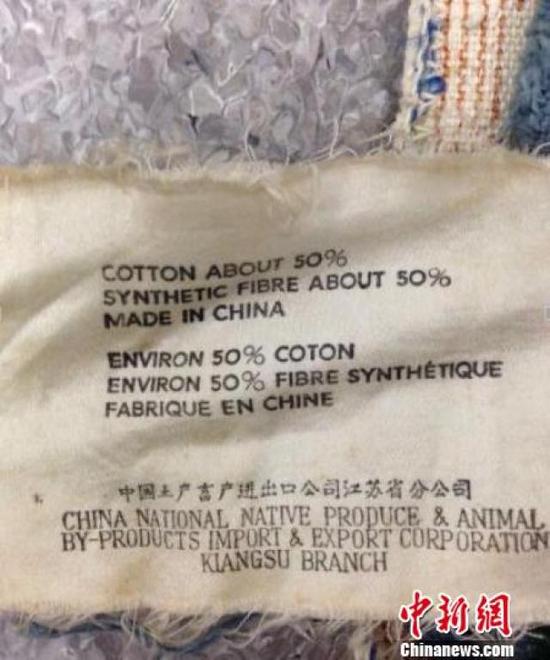 COTTON ABOUT 50%
SYNTHETIC FIBRE ABOUT 50%
MADE IN CHINA
ENVIRON 50% COTON
ENVIRON 50% FIBRE SYNTHÉTIQUE
FABRIQUE EN CHINE
中国土产畜产进出口公司江苏省分公司
CHINA NATIONAL NATIVE PRODUCE & ANIMAL
BY-PRODUCTS IMPORT & EXPORT CORPORATION
KIANGSU BRANCH
中新网
Chinanews.com